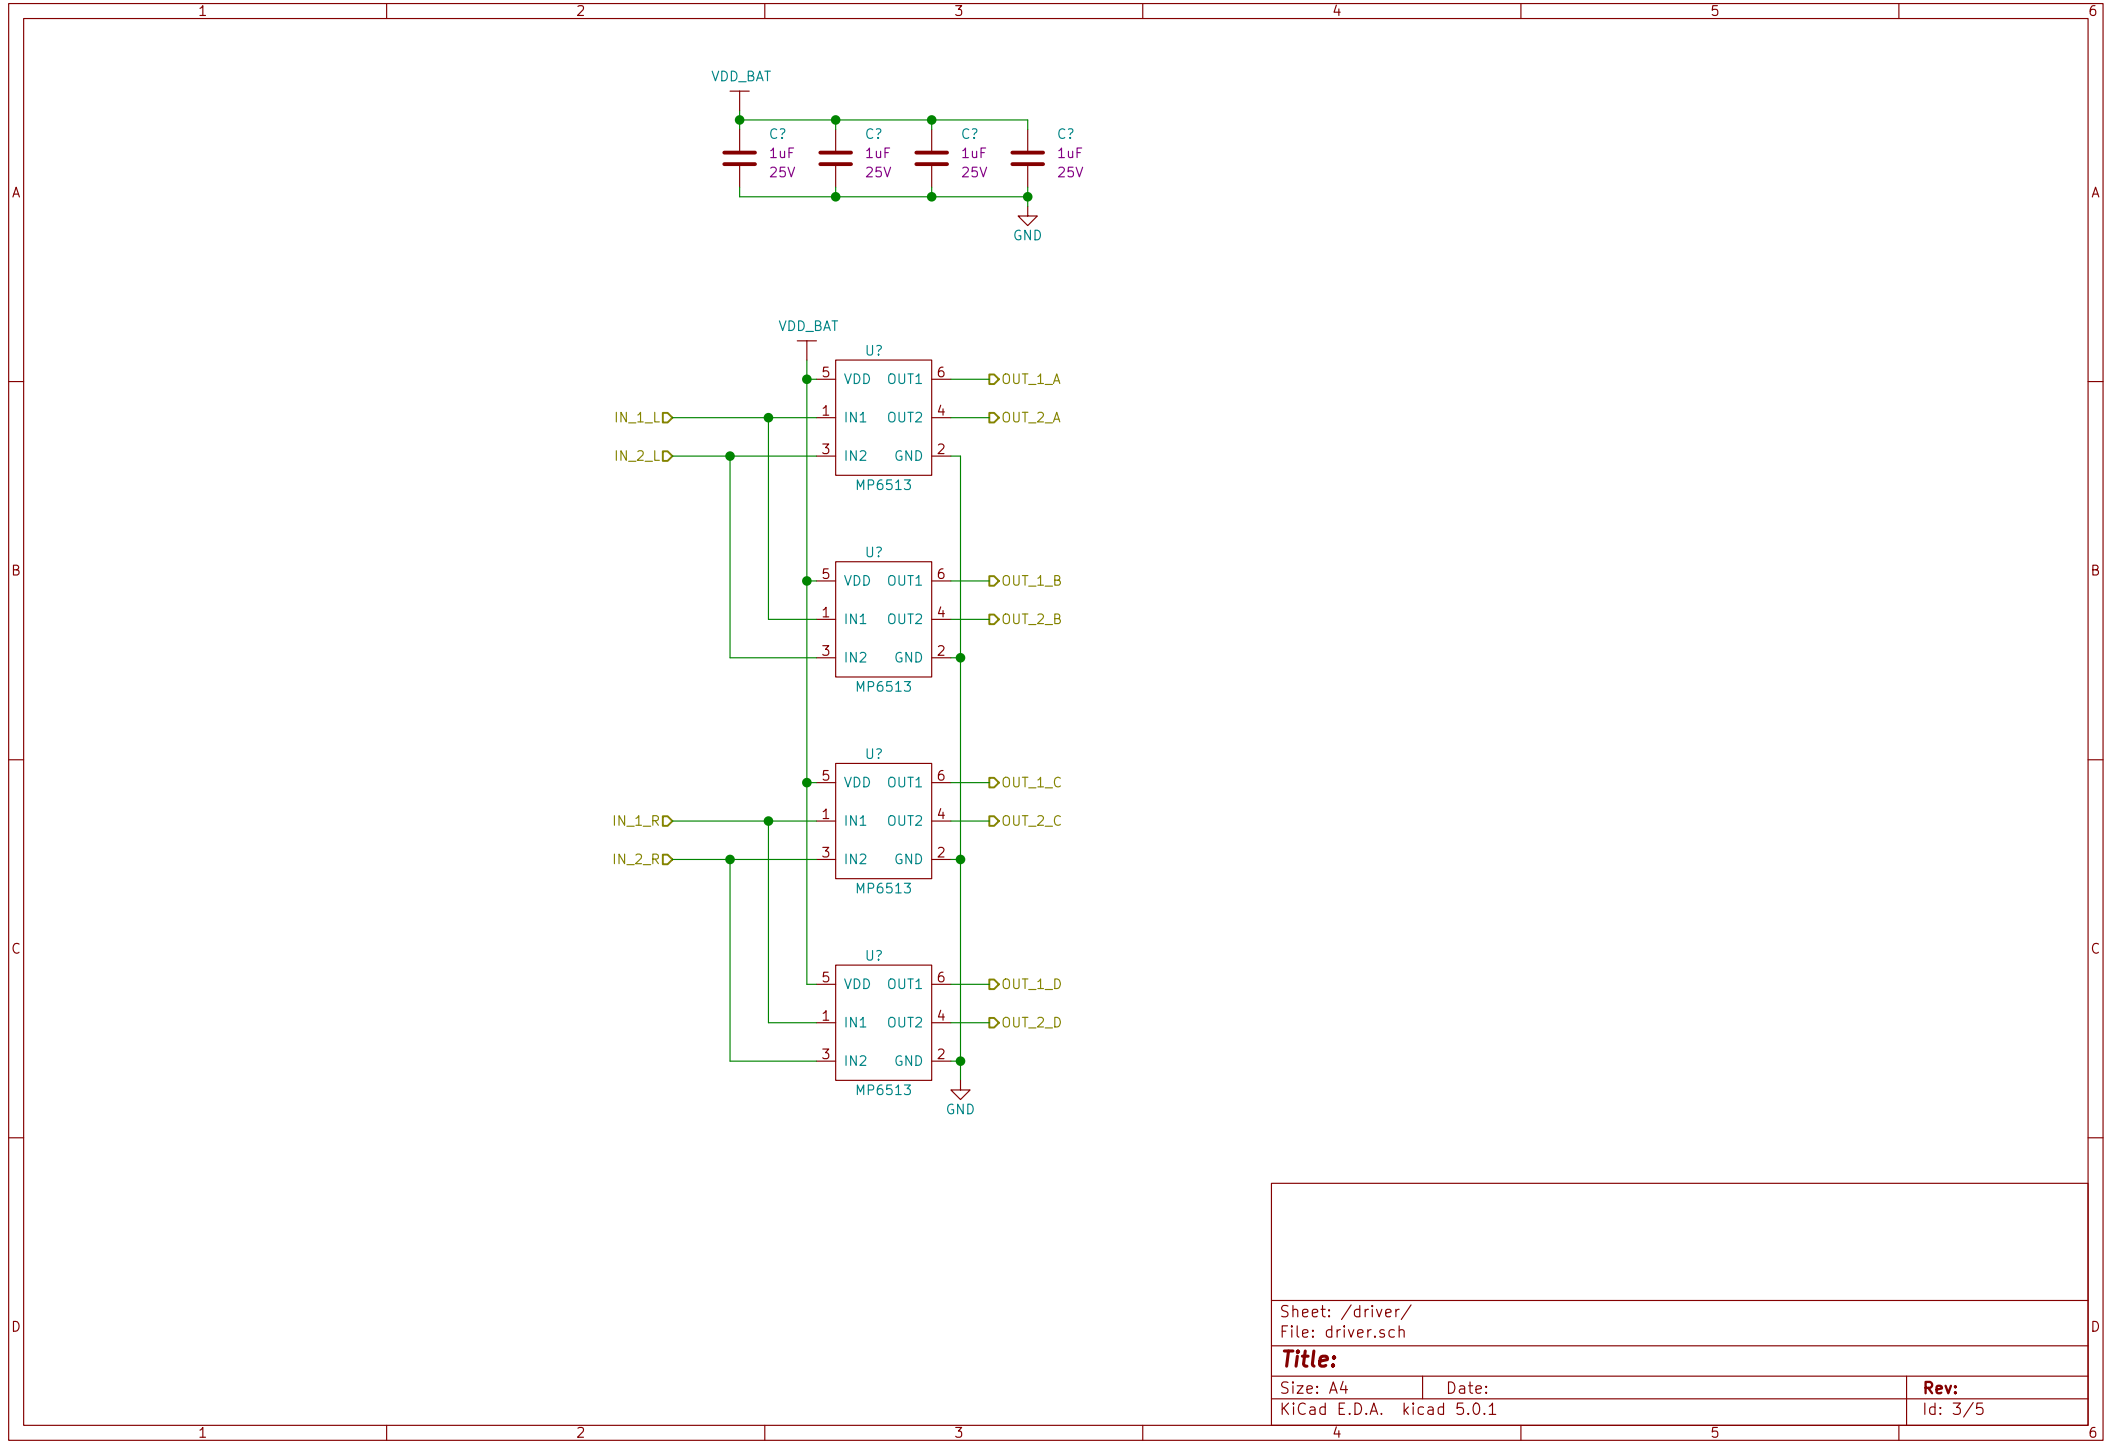 1 2 3 4 5 6
VDD_BAT
C? C? C? C?
1uF 1uF 1uF 1uF
25V 25V 25V 25V
A A
GND
VDD_BAT
U?
5 VDD OUT1 6 OUT_1_A
IN_1_L 1 IN1 OUT2 4 OUT_2_A
IN_2_L 3 IN2 GND 2
MP6513
U?
B B
5 VDD OUT1 6 OUT_1_B
1 IN1 OUT2 4 OUT_2_B
3 IN2 GND 2
MP6513
U?
5 VDD OUT1 6 OUT_1_C
IN_1_R 1 IN1 OUT2 4 OUT_2_C
IN_2_R 3 IN2 GND 2
MP6513
C C
U?
5 VDD OUT1 6 OUT_1_D
1 IN1 OUT2 4 OUT_2_D
3 IN2 GND 2
MP6513
GND
Sheet: /driver/
D D
File: driver.sch
Title:
Size: A4 Date: Rev:
KiCad E.D.A. kicad 5.0.1 Id: 3/5
1 2 3 4 5 6